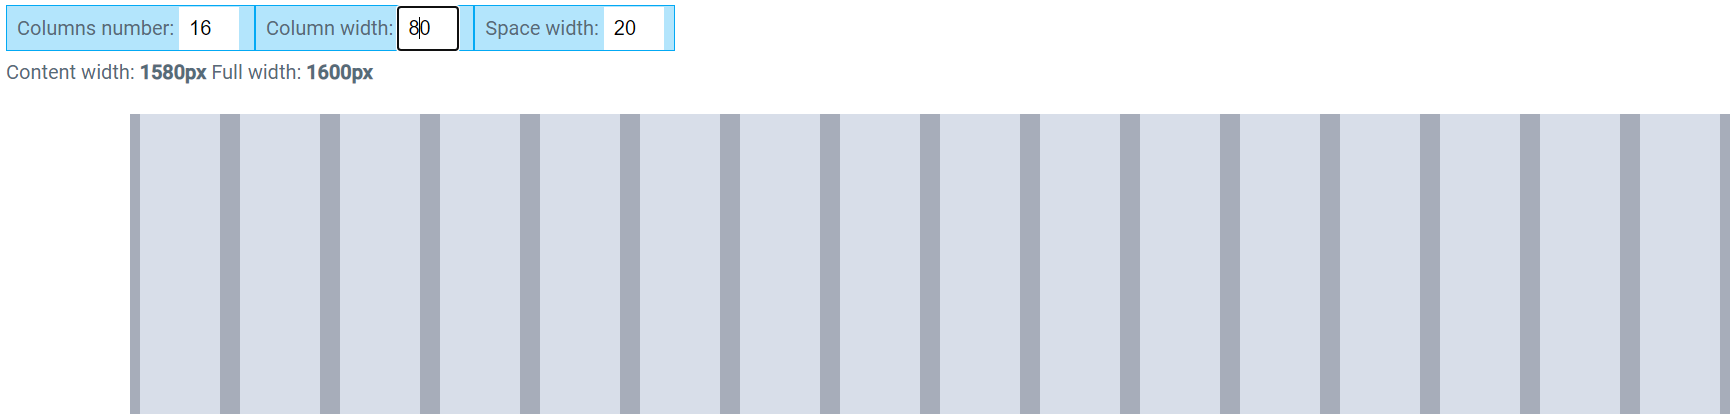 Columns number: 16 Column width: 80 Space width: 20
Content width: 1580px Full width: 1600px